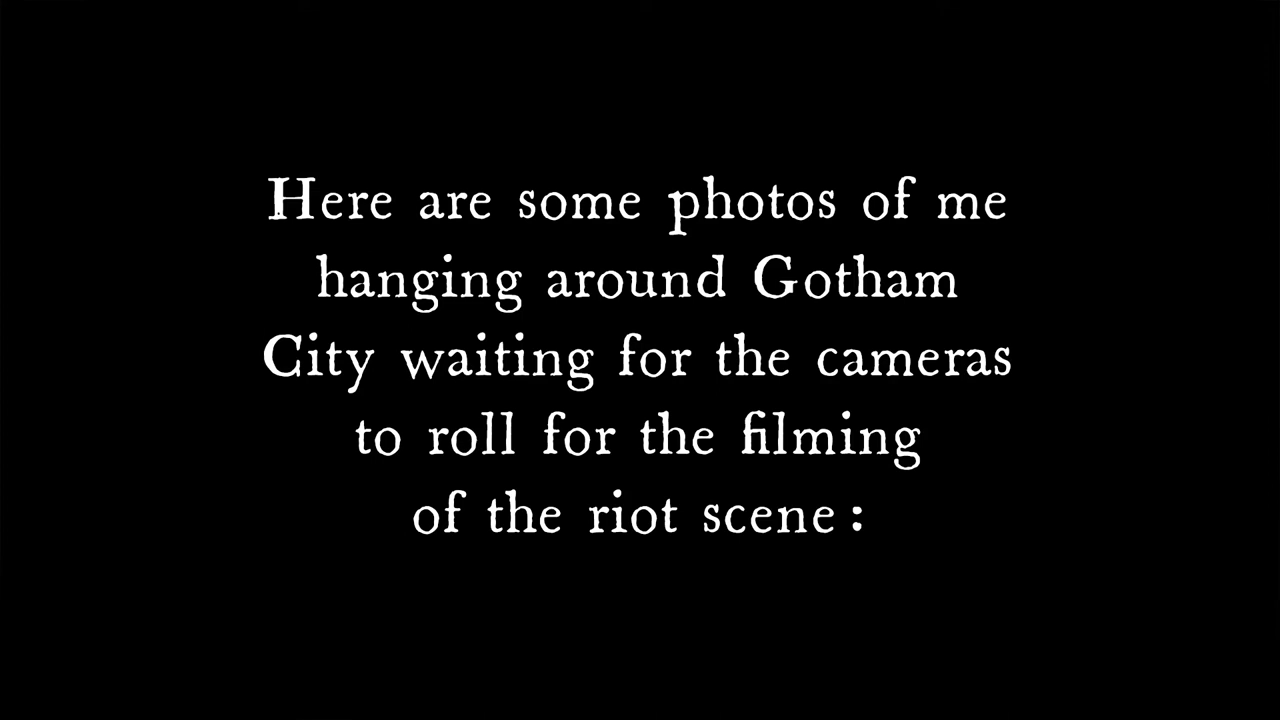 Here are some photos of me
hanging around Gotham
City waiting for the cameras
to roll for the filming
of the riot scene: